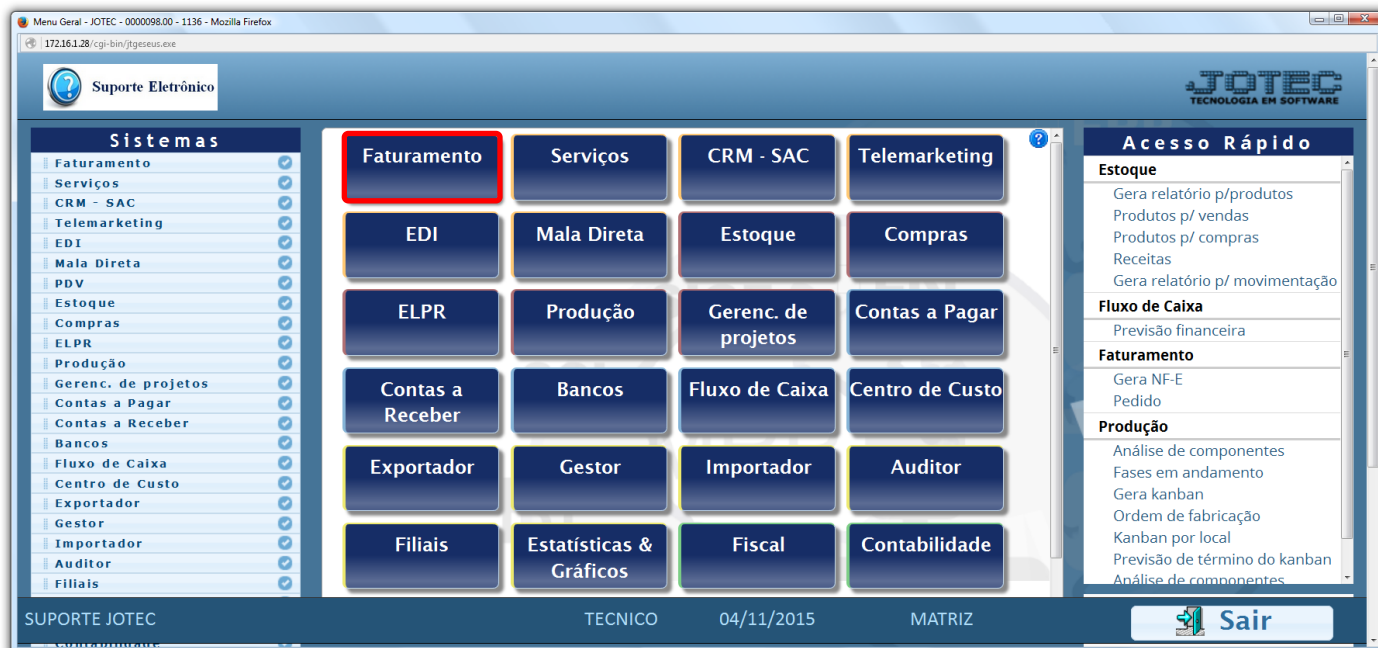 Menu Geral - JOTEC - 0000098.00 - 1136 - Mozilla Firefox
172.16.1.28/cgi-bin/jtgeseus.exe
Suporte Eletrônico
JOTEC
TECNOLOGIA EM SOFTWARE
Sistemas
Faturamento
Serviços
CRM - SAC
Telemarketing
EDI
Mala Direta
PDV
Estoque
Compras
ELPR
Produção
Gerenc. de projetos
Contas a Pagar
Contas a Receber
Bancos
Fluxo de Caixa
Centro de Custo
Exportador
Gestor
Importador
Auditor
Filiais
Contabilidade
Faturamento
Serviços
CRM - SAC
Telemarketing
EDI
Mala Direta
Estoque
Compras
ELPR
Produção
Gerenc. de
projetos
Contas a Pagar
Contas a
Receber
Bancos
Fluxo de Caixa
Centro de Custo
Exportador
Gestor
Importador
Auditor
Filiais
Estatísticas &
Gráficos
Fiscal
Contabilidade
Acesso Rápido
Estoque
Gera relatório p/produtos
Produtos p/ vendas
Produtos p/ compras
Receitas
Gera relatório p/ movimentação
Fluxo de Caixa
Previsão financeira
Faturamento
Gera NF-E
Pedido
Produção
Análise de componentes
Fases em andamento
Gera kanban
Ordem de fabricação
Kanban por local
Previsão de término do kanban
Análise de componentes
SUPORTE JOTEC
TECNICO
04/11/2015
MATRIZ
Sair